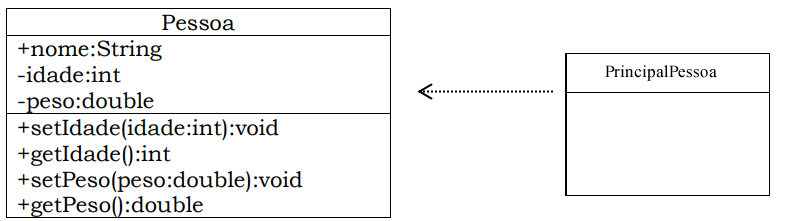 Pessoa
+nome:String
-idade:int
-peso:double
+setIdade(idade:int):void
+getIdade():int
+setPeso(peso:double):void
+getPeso():double
PrincipalPessoa